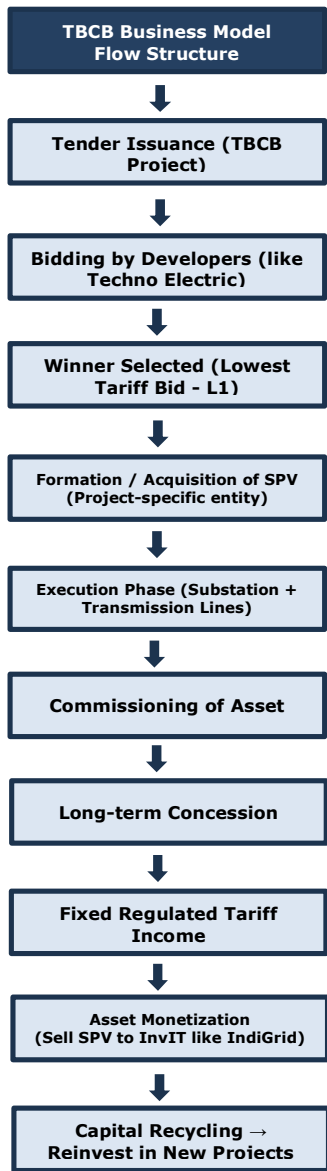 TBCB Business Model
Flow Structure
Tender Issuance (TBCB
Project)
Bidding by Developers (like
Techno Electric)
Winner Selected (Lowest
Tariff Bid - L1)
Formation / Acquisition of SPV
(Project-specific entity)
Execution Phase (Substation +
Transmission Lines)
Commissioning of Asset
Long-term Concession
Fixed Regulated Tariff
Income
Asset Monetization
(Sell SPV to InvIT like IndiGrid)
Capital Recycling →
Reinvest in New Projects